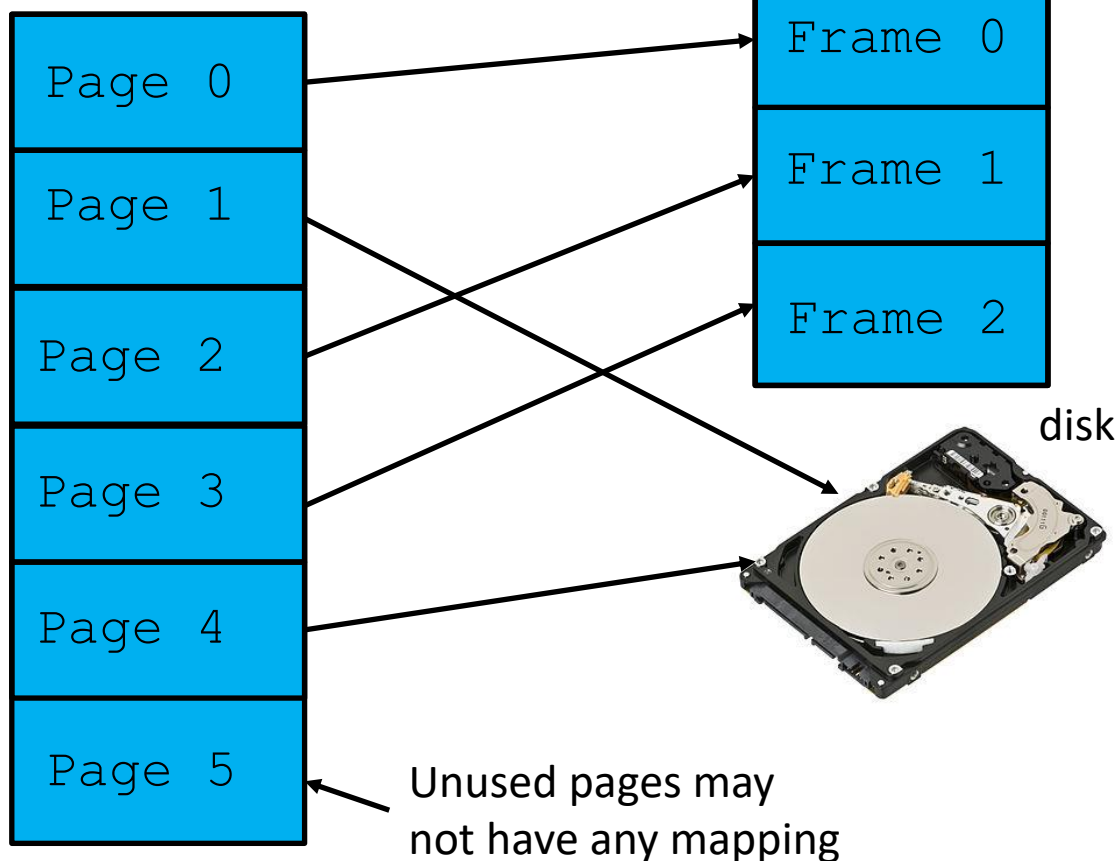 Page 0
Page 1
Page 2
Page 3
Page 4
Page 5
Frame 0
Frame 1
Frame 2
disk
Unused pages may
not have any mapping